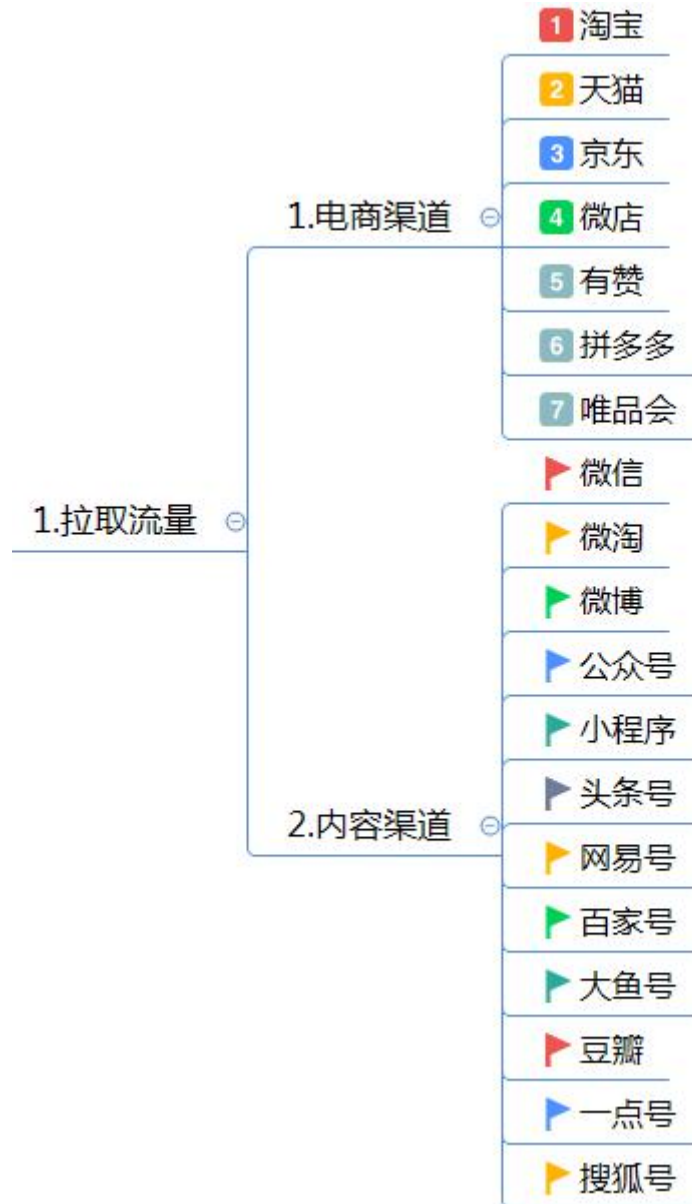 1 淘宝
2 天猫
3 京东
1.电商渠道
4 微店
5 有赞
6 拼多多
7 唯品会
1.拉取流量
微信
微淘
微博
公众号
小程序
头条号
2.内容渠道
网易号
百家号
大鱼号
豆瓣
一点号
搜狐号